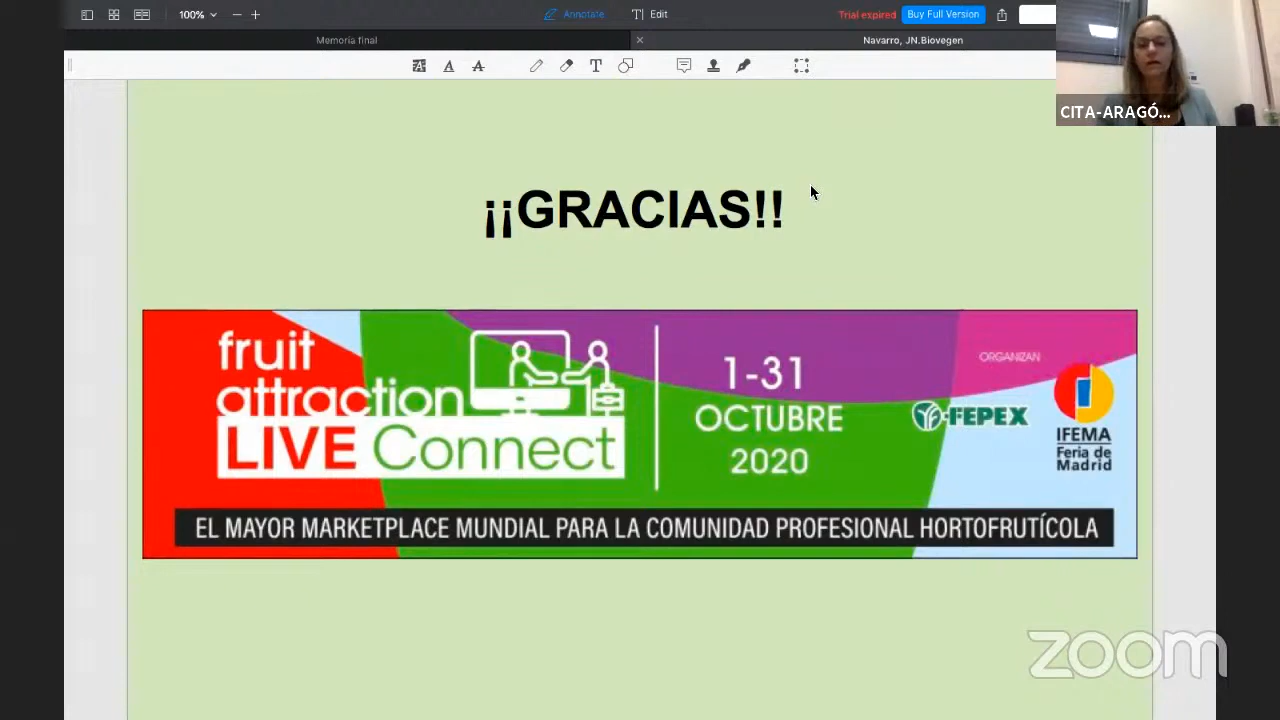 100%
Annotate
Edit
Trial expired
Buy Full Version
Memoria final
Navarro, JN.Biovegen
CITA-ARAGÓ...
¡¡GRACIAS!!
fruit
attraction
LIVE Connect
1-31
OCTUBRE
2020
ORGANIZAN
FEPEX
IFEMA
Feria de
Madrid
EL MAYOR MARKETPLACE MUNDIAL PARA LA COMUNIDAD PROFESIONAL HORTOFRUTÍCOLA
zoom